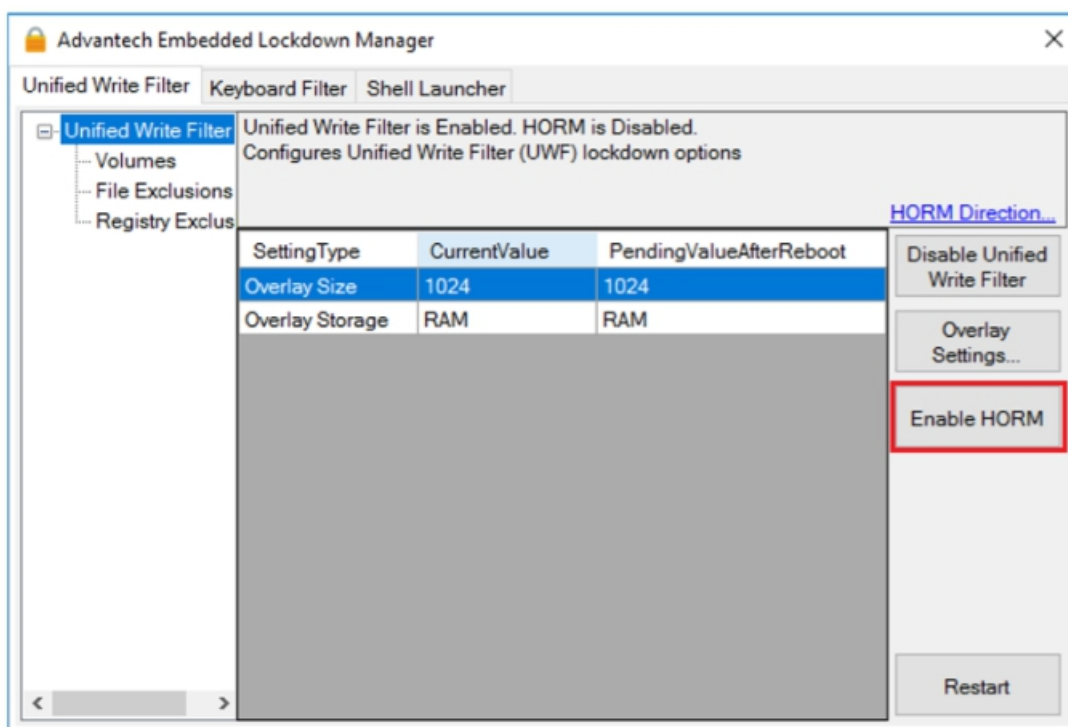 Advantech Embedded Lockdown Manager
Unified Write Filter Keyboard Filter Shell Launcher
Unified Write Filter
Volumes
File Exclusions
Registry Exclus
Unified Write Filter is Enabled. HORM is Disabled.
Configures Unified Write Filter (UWF) lockdown options
HORM Direction...
SettingType CurrentValue PendingValueAfterReboot
Overlay Size 1024 1024
Overlay Storage RAM RAM
Disable Unified
Write Filter
Overlay
Settings...
Enable HORM
Restart